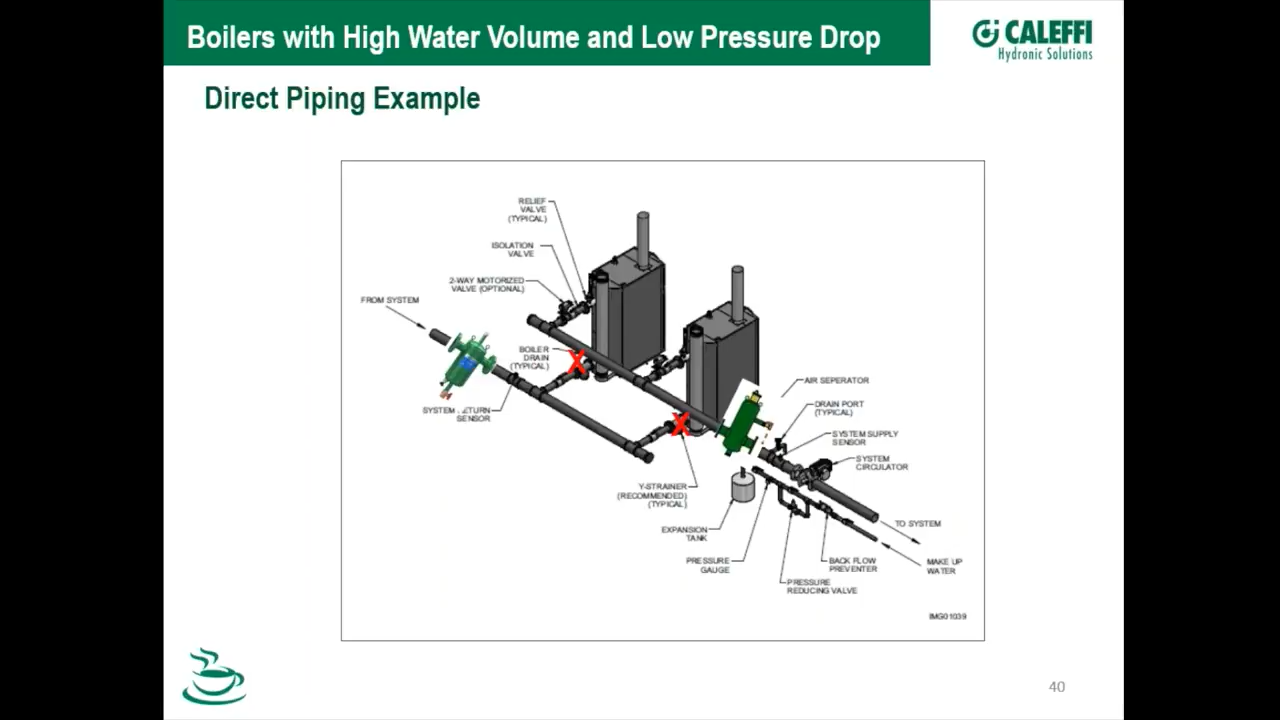 Boilers with High Water Volume and Low Pressure Drop
CALEFFI
Hydronic Solutions
Direct Piping Example
RELIEF
VALVE
(TYPICAL)
ISOLATION
VALVE
2-WAY MOTORIZED
VALVE (OPTIONAL)
FROM SYSTEM
BOILER
DRAIN
(TYPICAL)
SYSTEM
SENSOR
AIR SEPERATOR
DRAIN PORT
(TYPICAL)
SYSTEM SUPPLY
SENSOR
SYSTEM
CIRCULATOR
Y-STRAINER
(RECOMMENDED)
(TYPICAL)
EXPANSION
TANK
TO SYSTEM
PRESSURE
GAUGE
BACK FLOW
PREVENTER
MAKE UP
WATER
PRESSURE
REDUCING VALVE
IMG01039
40